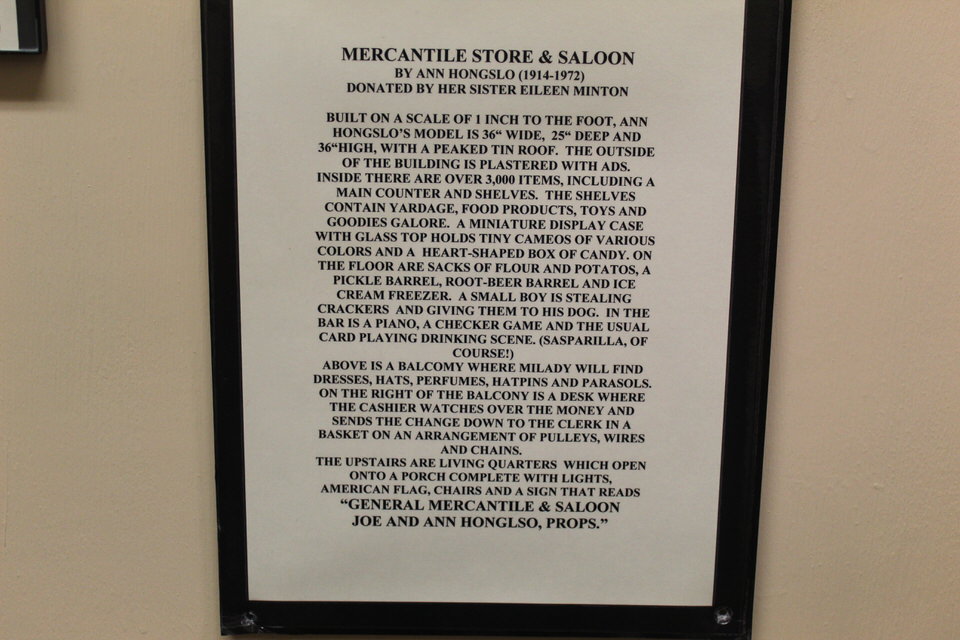 MERCANTILE STORE & SALOON
BY ANN HONGSLO (1914-1972)
DONATED BY HER SISTER EILEEN MINTON
BUILT ON A SCALE OF 1 INCH TO THE FOOT, ANN
HONGSLO'S MODEL IS 36“ WIDE, 25“ DEEP AND
36“HIGH, WITH A PEAKED TIN ROOF. THE OUTSIDE
OF THE BUILDING IS PLASTERED WITH ADS.
INSIDE THERE ARE OVER 3,000 ITEMS, INCLUDING A
MAIN COUNTER AND SHELVES. THE SHELVES
CONTAIN YARDAGE, FOOD PRODUCTS, TOYS AND
GOODIES GALORE. A MINIATURE DISPLAY CASE
WITH GLASS TOP HOLDS TINY CAMEOS OF VARIOUS
COLORS AND A HEART-SHAPED BOX OF CANDY. ON
THE FLOOR ARE SACKS OF FLOUR AND POTATOS, A
PICKLE BARREL, ROOT-BEER BARREL AND ICE
CREAM FREEZER. A SMALL BOY IS STEALING
CRACKERS AND GIVING THEM TO HIS DOG. IN THE
BAR IS A PIANO, A CHECKER GAME AND THE USUAL
CARD PLAYING DRINKING SCENE. (SASPARILLA, OF
COURSE!)
ABOVE IS A BALCOMY WHERE MILADY WILL FIND
DRESSES, HATS, PERFUMES, HATPINS AND PARASOLS.
ON THE RIGHT OF THE BALCONY IS A DESK WHERE
THE CASHIER WATCHES OVER THE MONEY AND
SENDS THE CHANGE DOWN TO THE CLERK IN A
BASKET ON AN ARRANGEMENT OF PULLEYS, WIRES
AND CHAINS.
THE UPSTAIRS ARE LIVING QUARTERS WHICH OPEN
ONTO A PORCH COMPLETE WITH LIGHTS,
AMERICAN FLAG, CHAIRS AND A SIGN THAT READS
“GENERAL MERCANTILE & SALOON
JOE AND ANN HONGLSO, PROPS.”